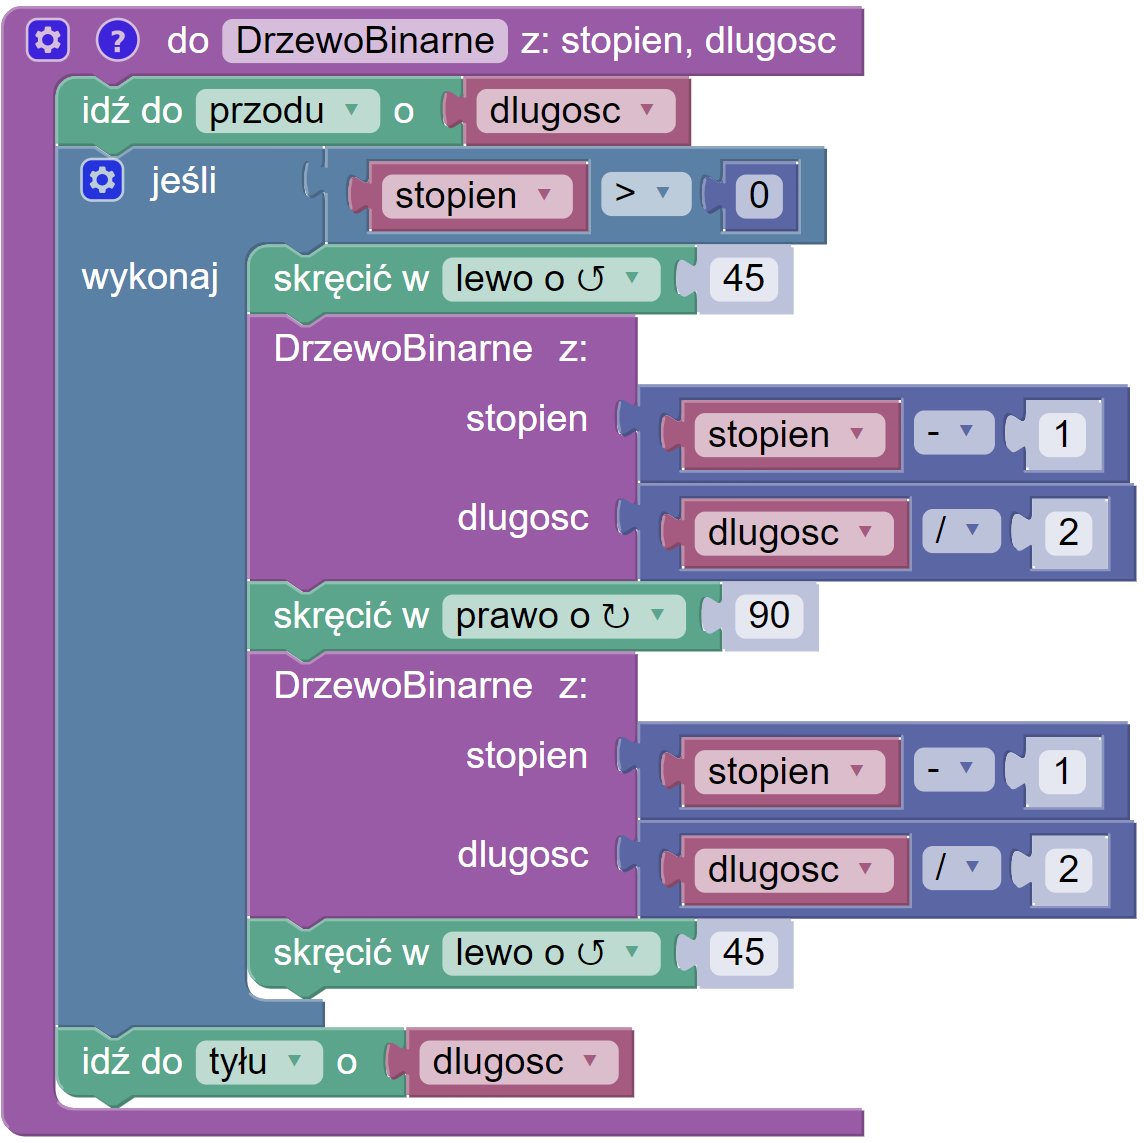 ? do DrzewoBinarne z: stopien, dlugosc
idź do przodu ▼ o dlugosc ▼
jeśli stopien ▼ > ▼ 0
wykonaj skręcić w lewo o ↺ ▼ 45
DrzewoBinarne z:
stopien stopien ▼ - ▼ 1
dlugosc dlugosc ▼ / ▼ 2
skręcić w prawo o ↻ ▼ 90
DrzewoBinarne z:
stopien stopien ▼ - ▼ 1
dlugosc dlugosc ▼ / ▼ 2
skręcić w lewo o ↺ ▼ 45
idź do tyłu ▼ o dlugosc ▼